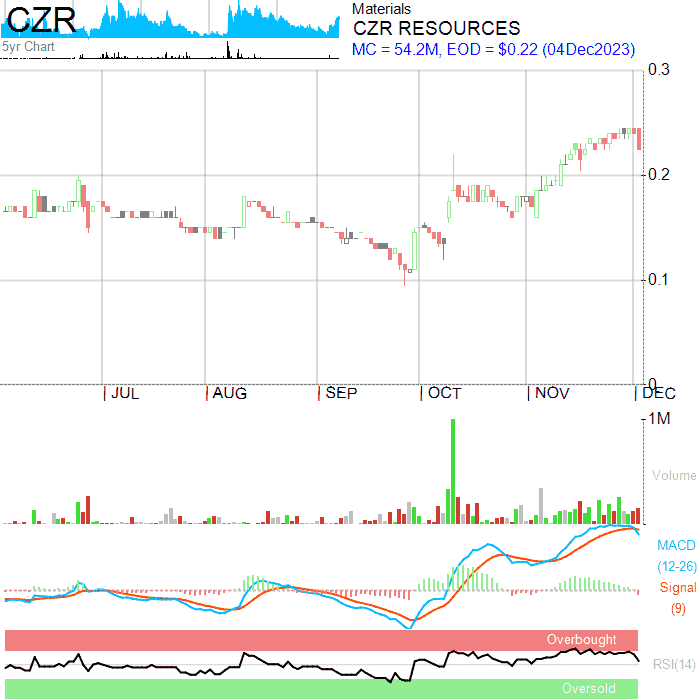 CZR
5yr Chart
Materials
CZR RESOURCES
MC = 54.2M, EOD = $0.22 (04Dec2023)
0.3
0.2
0.1
0
JUL AUG SEP OCT NOV DEC
1M
Volume
MACD
(12-26)
Signal
(9)
Overbought
RSI(14)
Oversold